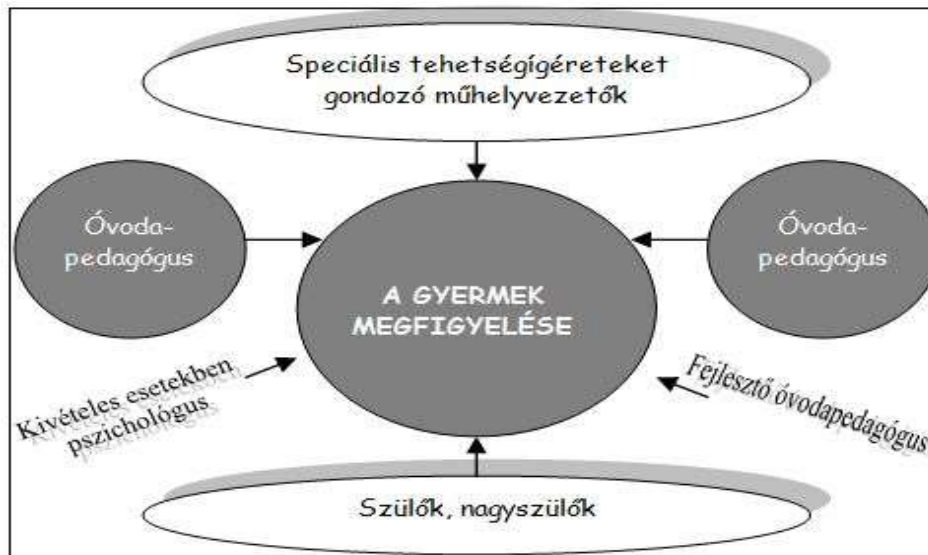 Speciális tehetségígéreteket
gondozó műhelyvezetők
Óvoda-
pedagógus
A GYERMEK
MEGFIGYELÉSE
Óvoda-
pedagógus
Kivételes esetekben
pszichológus
Fejlesztő óvodapedagógus
Szülők, nagyszülők